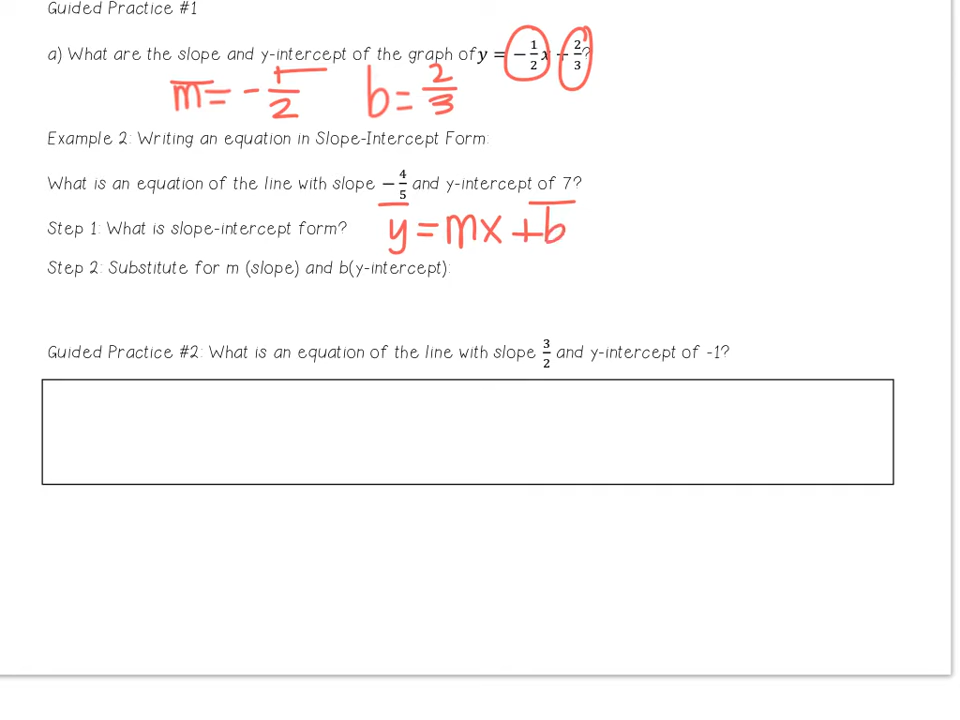 Guided Practice #1
a) What are the slope and y-intercept of the graph of y = −1/2x + 2/3?
m = -1/2 b = 2/3
Example 2: Writing an equation in Slope-Intercept Form:
What is an equation of the line with slope −4/5 and y-intercept of 7?
Step 1: What is slope-intercept form? y = mx + b
Step 2: Substitute for m (slope) and b(y-intercept):
Guided Practice #2: What is an equation of the line with slope 3/2 and y-intercept of -1?